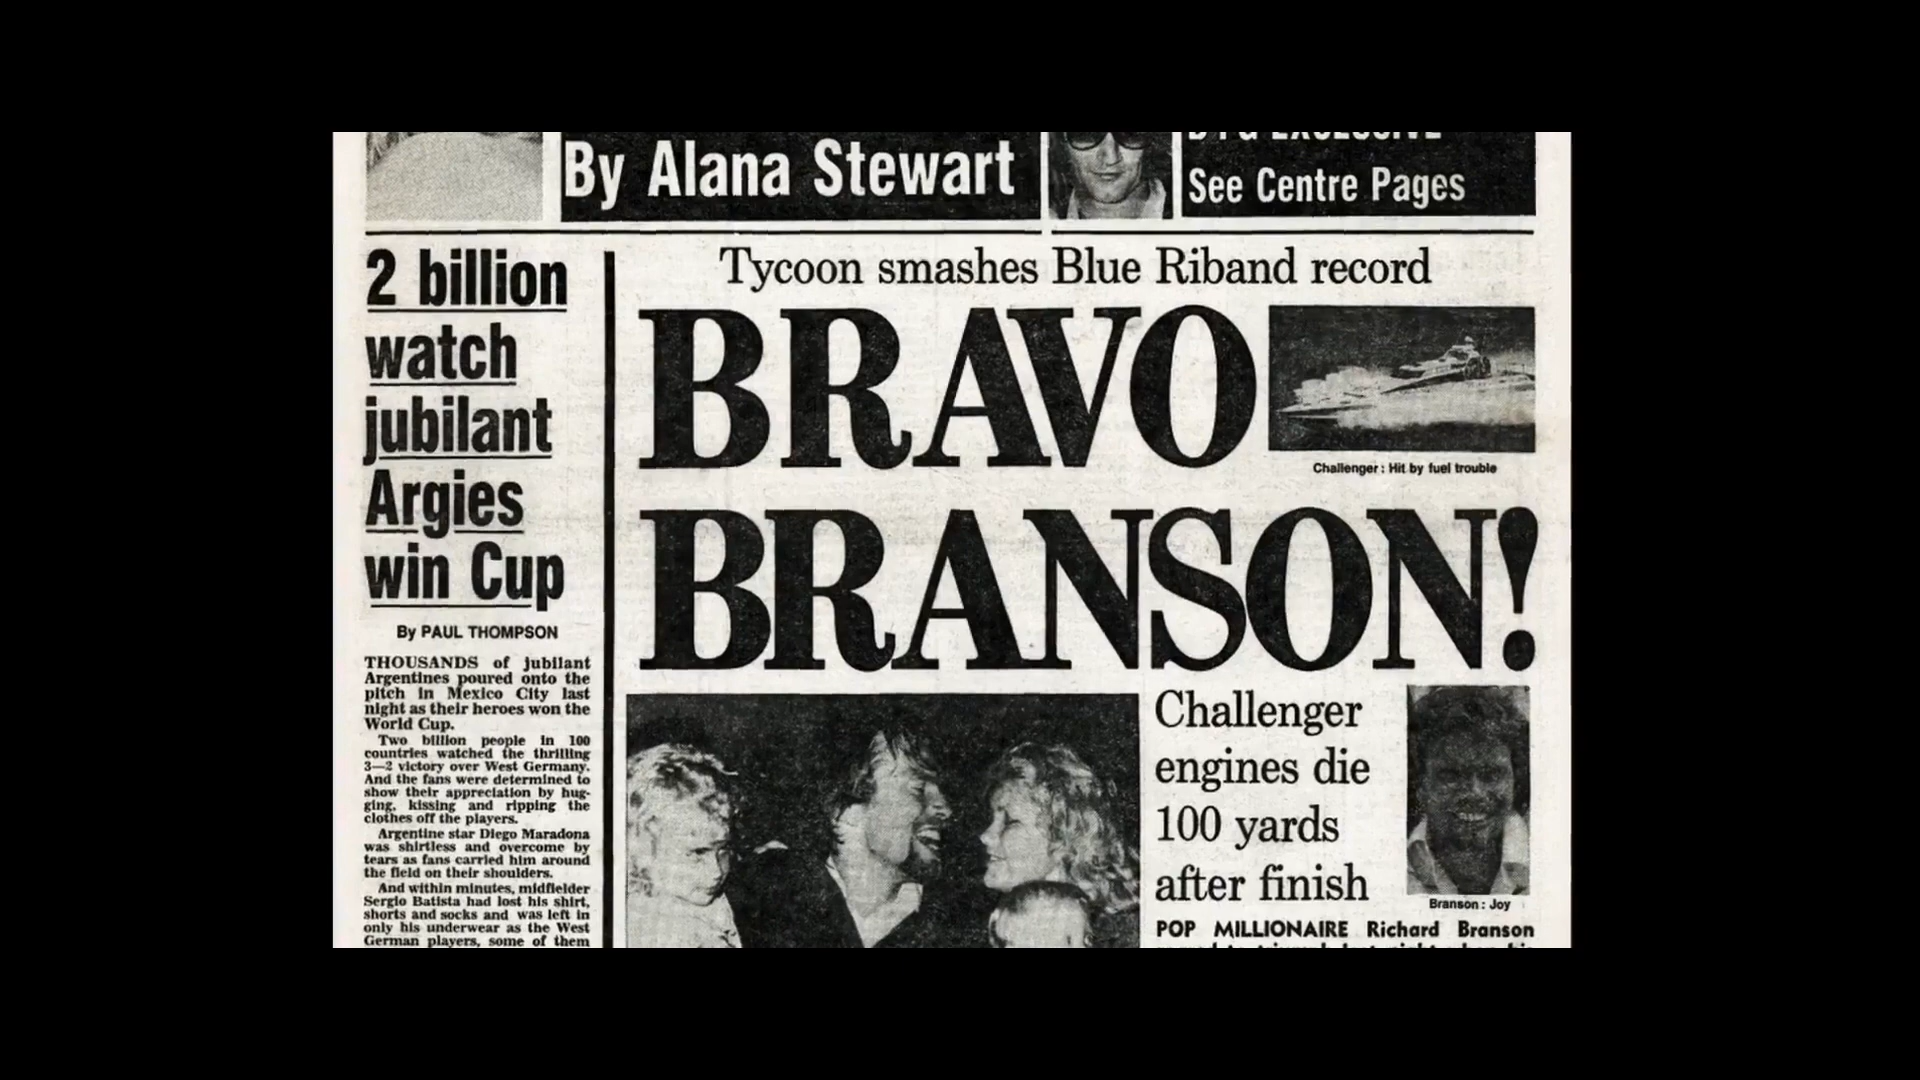 By Alana Stewart
See Centre Pages
2 billion
watch
jubilant
Argies
win Cup
By PAUL THOMPSON
THOUSANDS of jubilant
Argentines poured onto the
pitch in Mexico City last
night as their heroes won the
World Cup.
Two billion people in 100
countries watched the thrilling
3—2 victory over West Germany.
And the fans were determined to
show their appreciation by hug-
ging, kissing and ripping the
clothes off the players.
Argentine star Diego Maradona
was shirtless and overcome by
tears as fans carried him around
the field on their shoulders.
And within minutes, midfielder
Sergio Batista had lost his shirt,
shorts and socks and was left in
only his underwear as the West
German players, some of them
Tycoon smashes Blue Riband record
BRAVO
Challenger : Hit by fuel trouble
BRANSON!
Challenger
engines die
100 yards
after finish
Branson : Joy
POP MILLIONAIRE Richard Branson